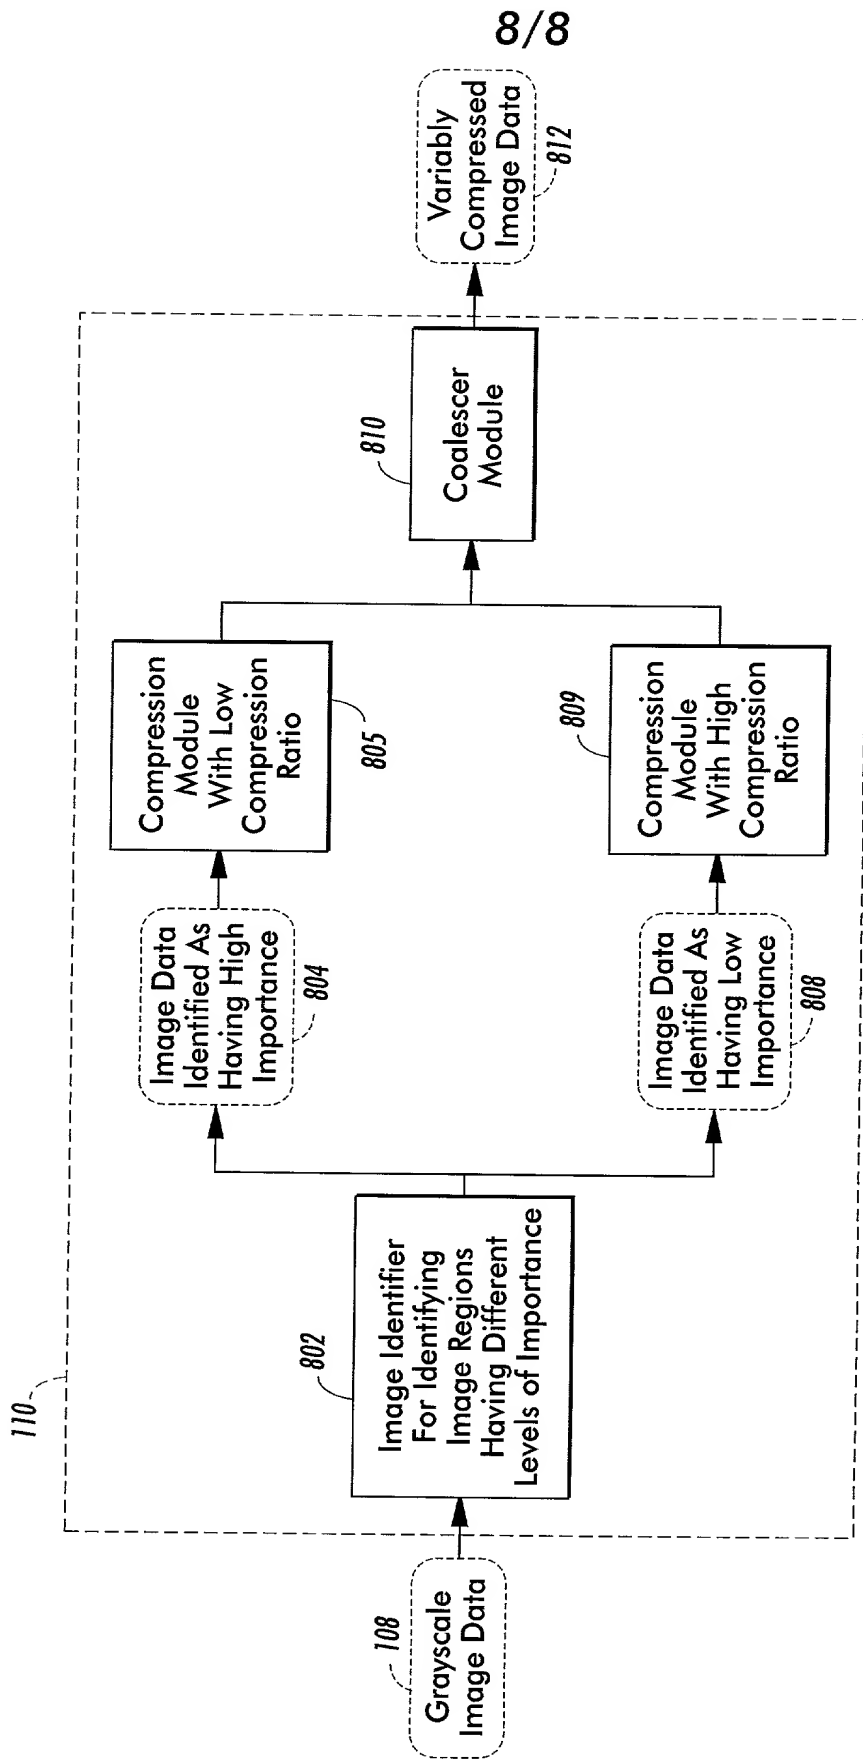 8/8
110
108
Grayscale
Image Data
802
Image Identifier
For Identifying
Image Regions
Having Different
Levels of Importance
Image Data
Identified As
Having High
Importance
804
Compression
Module
With Low
Compression
Ratio
805
Image Data
Identified As
Having Low
Importance
808
809
Compression
Module
With High
Compression
Ratio
810
Coalescer
Module
Variably
Compressed
Image Data
812